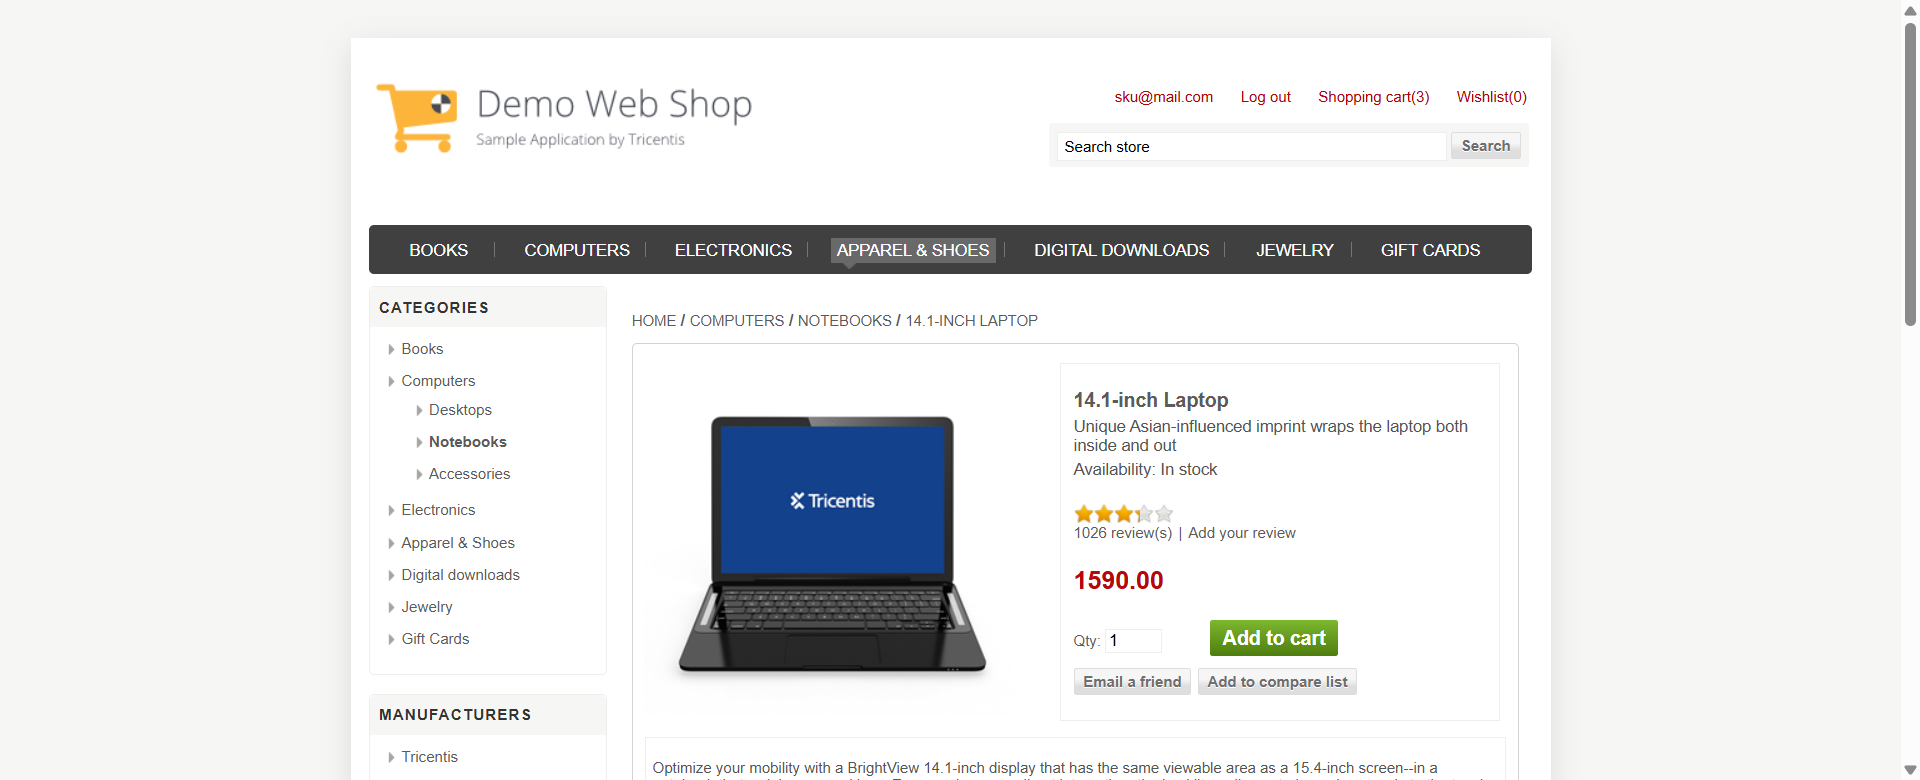 Demo Web Shop
Sample Application by Tricentis
sku@mail.com Log out Shopping cart(3) Wishlist(0)
Search store Search
BOOKS COMPUTERS ELECTRONICS APPAREL & SHOES DIGITAL DOWNLOADS JEWELRY GIFT CARDS
CATEGORIES
Books
Computers
Desktops
Notebooks
Accessories
Electronics
Apparel & Shoes
Digital downloads
Jewelry
Gift Cards
MANUFACTURERS
Tricentis
HOME / COMPUTERS / NOTEBOOKS / 14.1-INCH LAPTOP
Tricentis
14.1-inch Laptop
Unique Asian-influenced imprint wraps the laptop both
inside and out
Availability: In stock
1026 review(s) | Add your review
1590.00
Qty: 1 Add to cart
Email a friend Add to compare list
Optimize your mobility with a BrightView 14.1-inch display that has the same viewable area as a 15.4-inch screen--in a